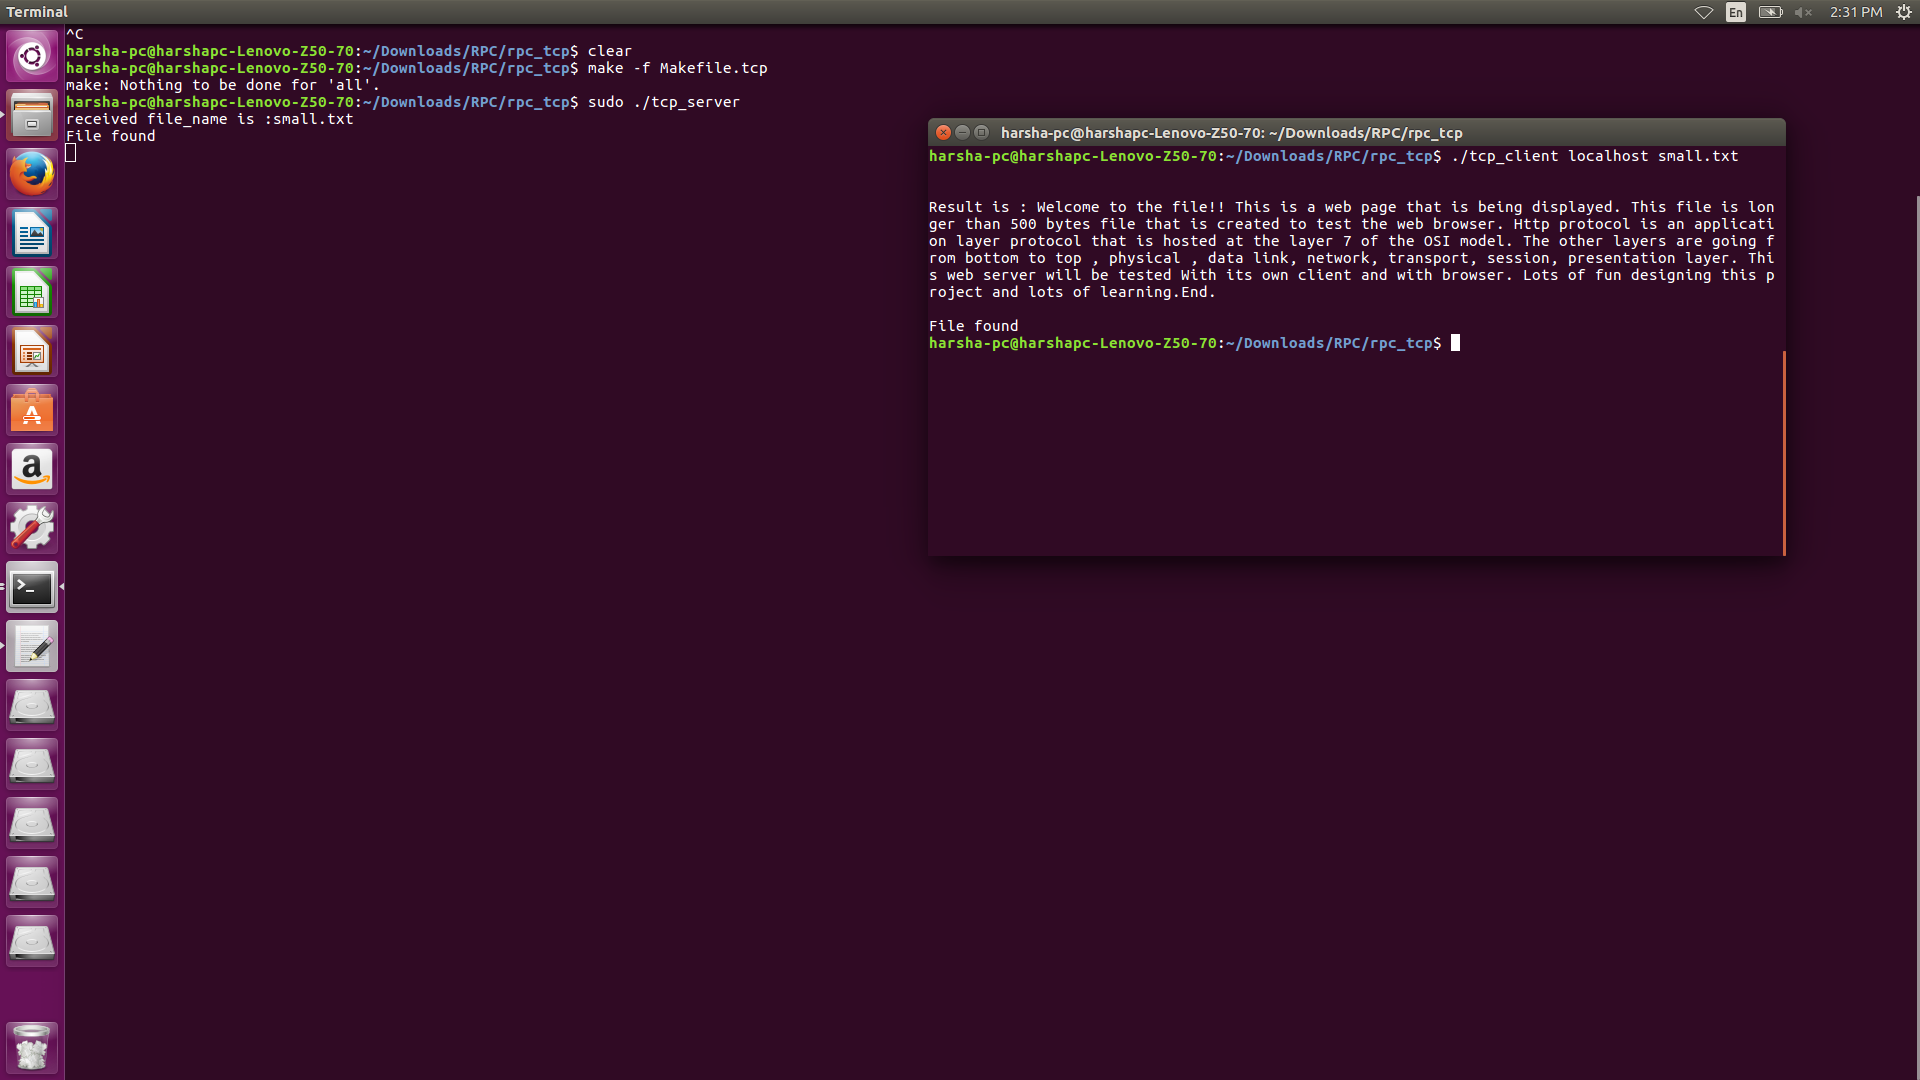 Terminal
En
2:31 PM
^C
harsha-pc@harshapc-Lenovo-Z50-70:~/Downloads/RPC/rpc_tcp$ clear
harsha-pc@harshapc-Lenovo-Z50-70:~/Downloads/RPC/rpc_tcp$ make -f Makefile.tcp
make: Nothing to be done for 'all'.
harsha-pc@harshapc-Lenovo-Z50-70:~/Downloads/RPC/rpc_tcp$ sudo ./tcp_server
received file_name is :small.txt
File found
harsha-pc@harshapc-Lenovo-Z50-70: ~/Downloads/RPC/rpc_tcp
harsha-pc@harshapc-Lenovo-Z50-70:~/Downloads/RPC/rpc_tcp$ ./tcp_client localhost small.txt
Result is : Welcome to the file!! This is a web page that is being displayed. This file is lon
ger than 500 bytes file that is created to test the web browser. Http protocol is an applicati
on layer protocol that is hosted at the layer 7 of the OSI model. The other layers are going f
rom bottom to top , physical , data link, network, transport, session, presentation layer. Thi
s web server will be tested With its own client and with browser. Lots of fun designing this p
roject and lots of learning.End.
File found
harsha-pc@harshapc-Lenovo-Z50-70:~/Downloads/RPC/rpc_tcp$